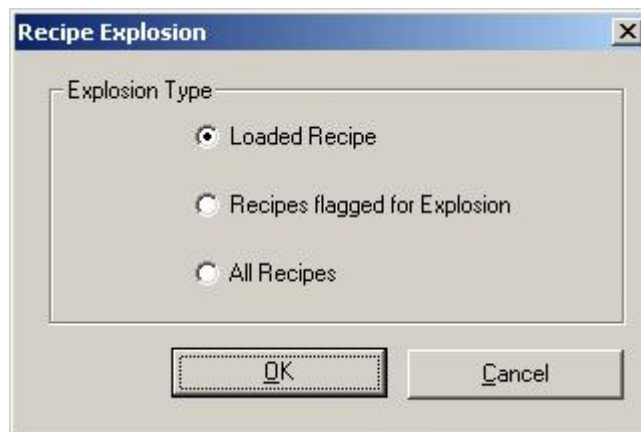 Recipe Explosion
Explosion Type
Loaded Recipe
Recipes flagged for Explosion
All Recipes
OK
Cancel